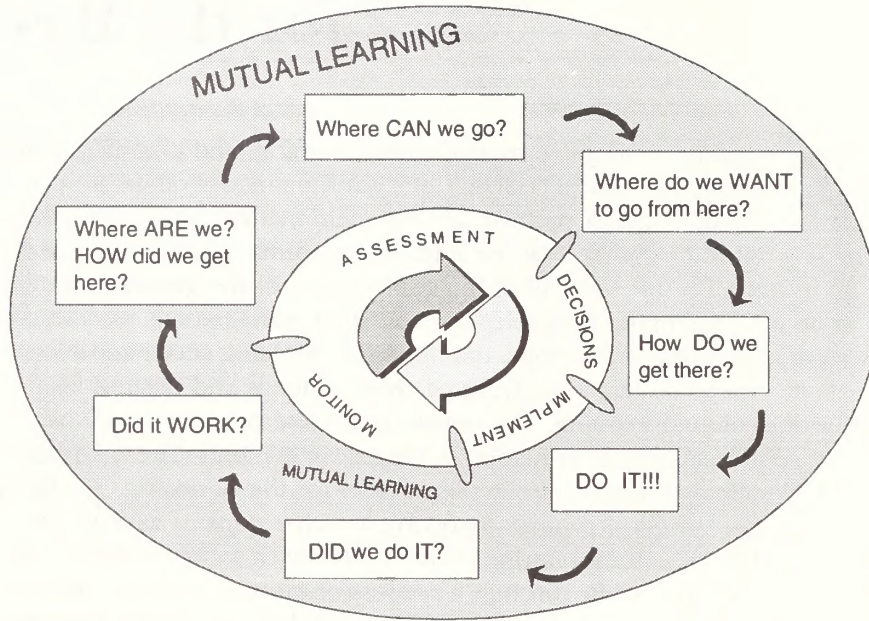 MUTUAL LEARNING
Where CAN we go?
Where do we WANT
to go from here?
Where ARE we?
HOW did we get
here?
ASSESSMENT
DECISIONS
How DO we
get there?
IMPLEMENT
MONITOR
Did it WORK?
MUTUAL LEARNING
DO IT!!!
DID we do IT?